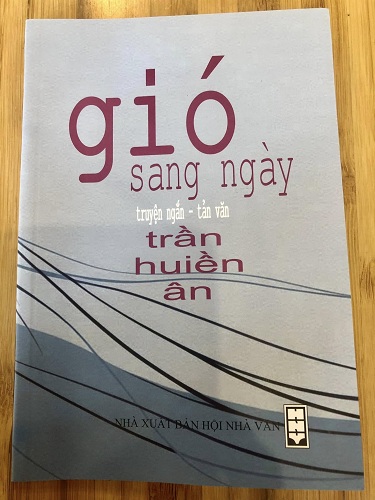 gió
sang ngày
truyện ngắn - tản văn
trần
huiền
ân
NHÀ XUẤT BẢN HỘI NHÀ VĂN